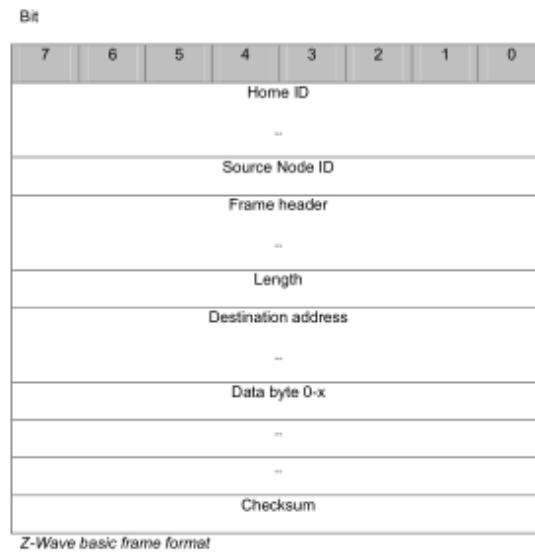 Bit
7 6 5 4 3 2 1 0
Home ID
..
Source Node ID
Frame header
..
Length
Destination address
..
Data byte 0-x
..
..
Checksum
Z-Wave basic frame format